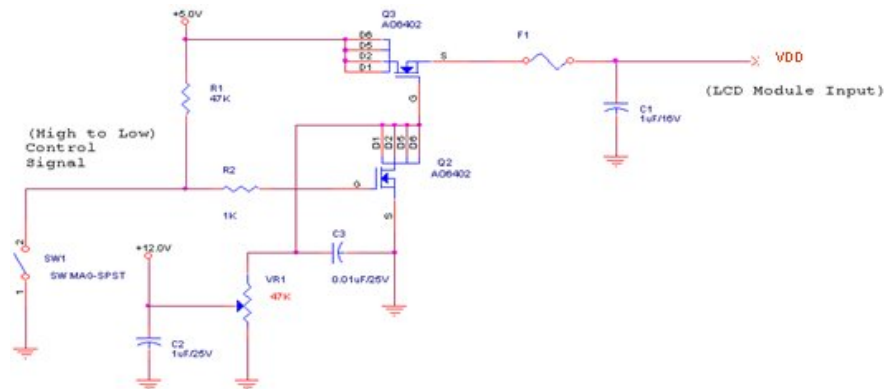 +5.0V
Q3
AO6402
D6
D5
D2
D1
S
G
F1
VDD
(LCD Module Input)
R1
47K
C1
1uF/16V
(High to Low)
Control
Signal
D1
D2
D5
D6
Q2
AO6402
R2
1K
G
S
2
SW1
SW MAG-SPST
1
+12.0V
C3
0.01uF/25V
VR1
47K
C2
1uF/25V